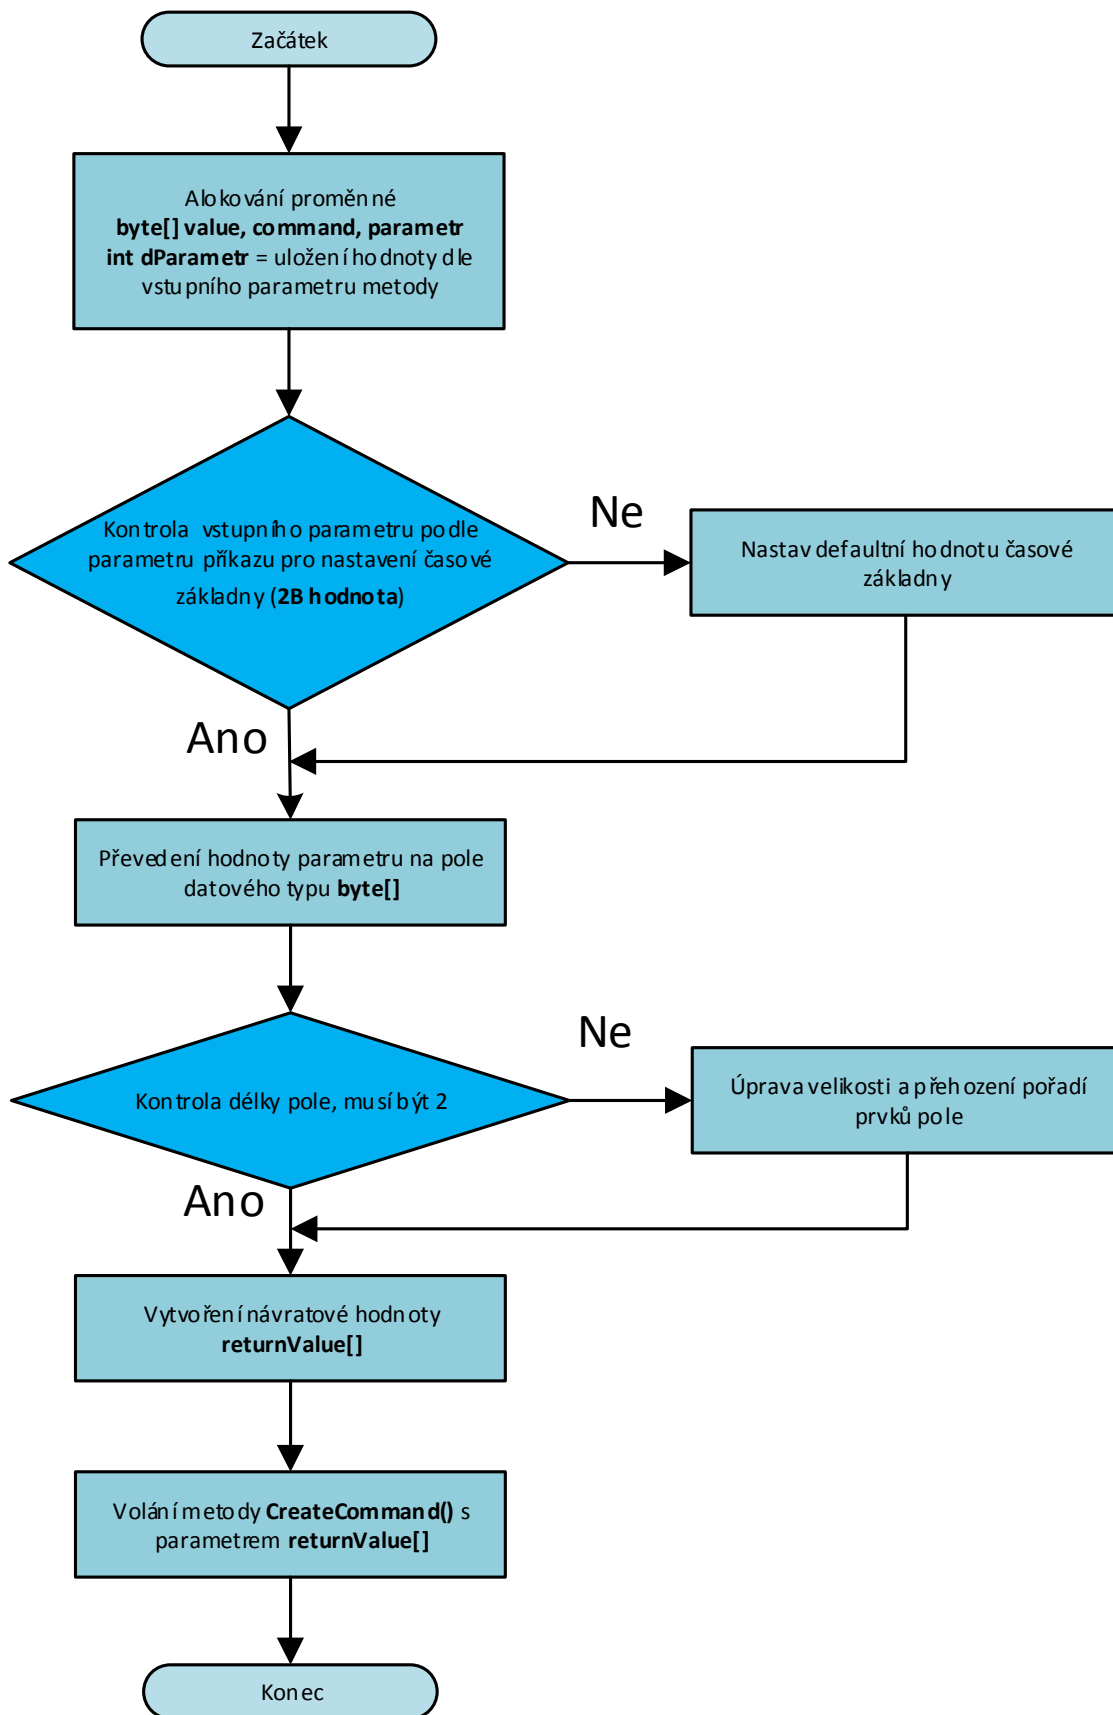 Začátek
Alokování proměnné
byte[] value, command, parametr
int dParametr = uložení hodnoty dle
vstupního parametru metody
Kontrola vstupního parametru podle
parametru příkazu pro nastavení časové
základny (2B hodnota)
Ne
Nastav defaultní hodnotu časové
základny
Ano
Převedení hodnoty parametru na pole
datového typu byte[]
Kontrola délky pole, musí být 2
Ne
Úprava velikosti a přehození pořadí
prvků pole
Ano
Vytvoření návratové hodnoty
returnValue[]
Volání metody CreateCommand() s
parametrem returnValue[]
Konec